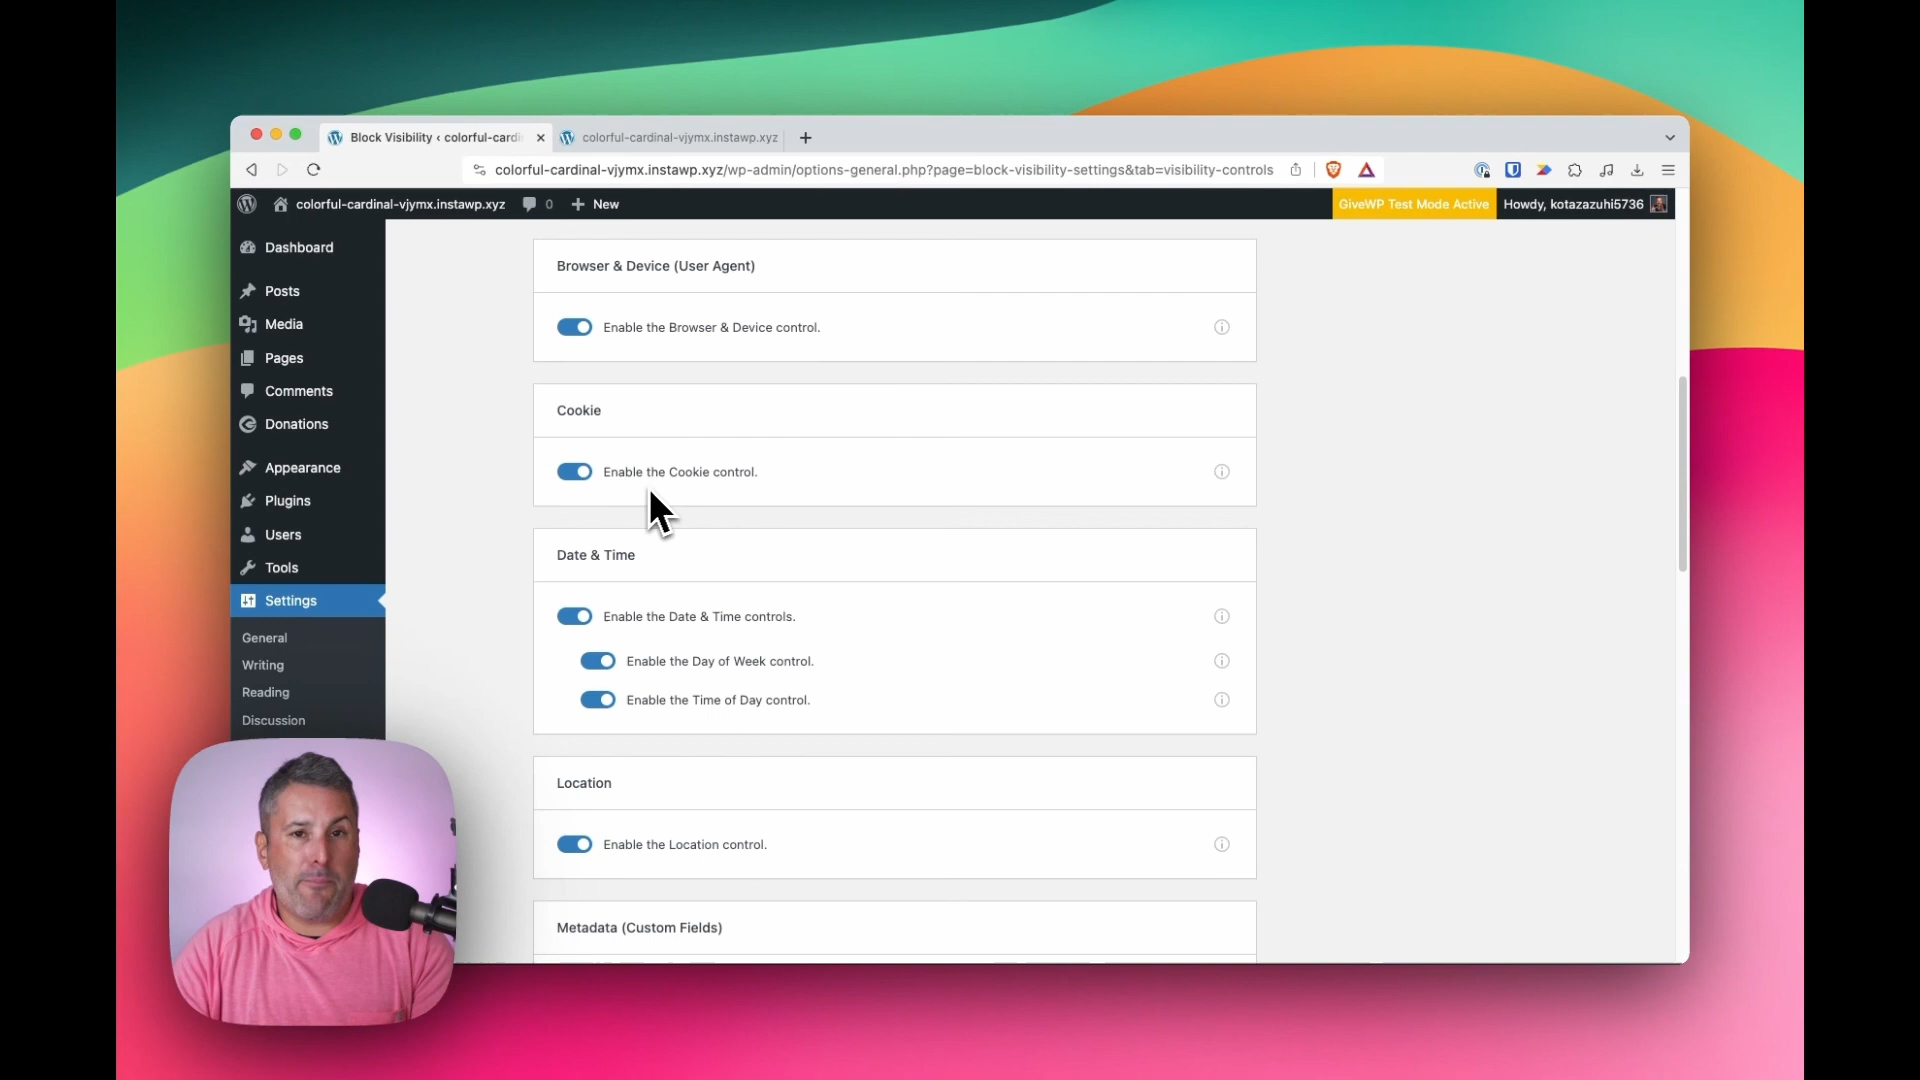 Block Visibility ‹ colorful-cardi
colorful-cardinal-vjymx.instawp.xyz
colorful-cardinal-vjymx.instawp.xyz/wp-admin/options-general.php?page=block-visibility-settings&tab=visibility-controls
colorful-cardinal-vjymx.instawp.xyz
0
New
GiveWP Test Mode Active
Howdy, kotazazuhi5736
Dashboard
Posts
Media
Pages
Comments
Donations
Appearance
Plugins
Users
Tools
Settings
General
Writing
Reading
Discussion
Browser & Device (User Agent)
Enable the Browser & Device control.
Cookie
Enable the Cookie control.
Date & Time
Enable the Date & Time controls.
Enable the Day of Week control.
Enable the Time of Day control.
Location
Enable the Location control.
Metadata (Custom Fields)